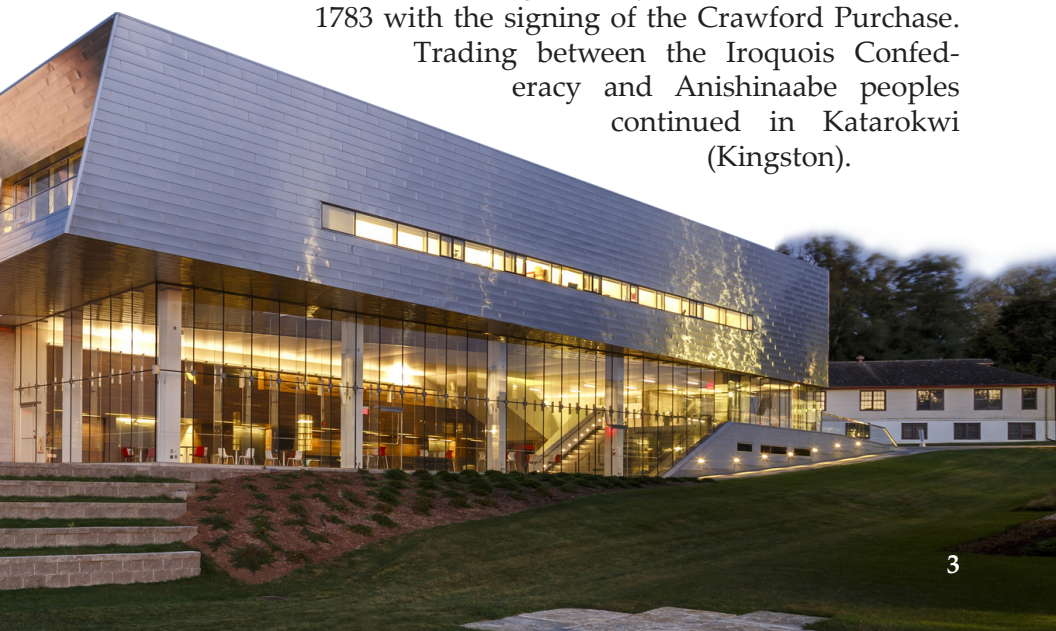 1783 with the signing of the Crawford Purchase.
Trading between the Iroquois Confed-
eracy and Anishinaabe peoples
continued in Katarokwi
(Kingston).
3